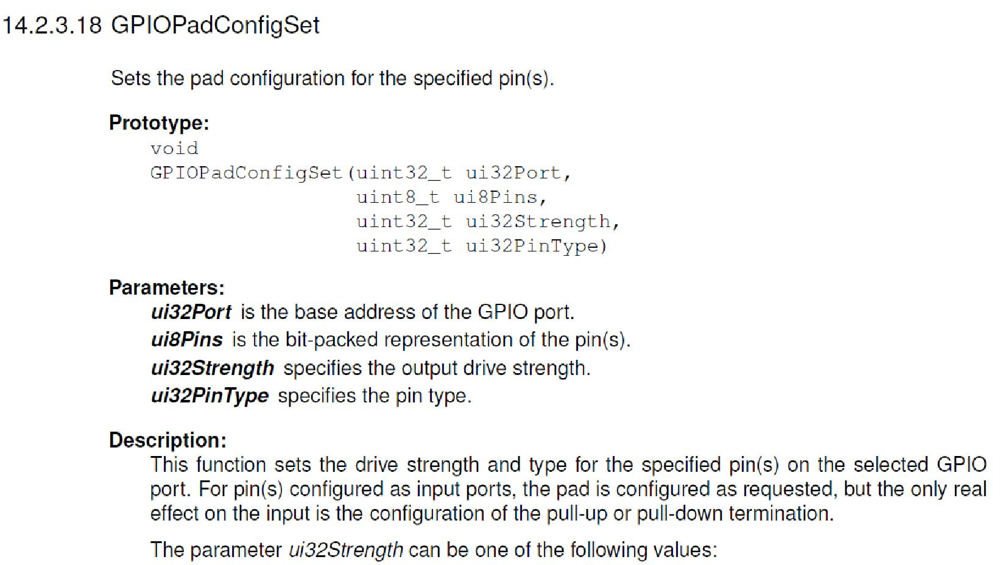 14.2.3.18 GPIOPadConfigSet
Sets the pad configuration for the specified pin(s).
Prototype:
void
GPIOPadConfigSet(uint32_t ui32Port,
uint8_t ui8Pins,
uint32_t ui32Strength,
uint32_t ui32PinType)
Parameters:
ui32Port is the base address of the GPIO port.
ui8Pins is the bit-packed representation of the pin(s).
ui32Strength specifies the output drive strength.
ui32PinType specifies the pin type.
Description:
This function sets the drive strength and type for the specified pin(s) on the selected GPIO
port. For pin(s) configured as input ports, the pad is configured as requested, but the only real
effect on the input is the configuration of the pull-up or pull-down termination.
The parameter ui32Strength can be one of the following values: